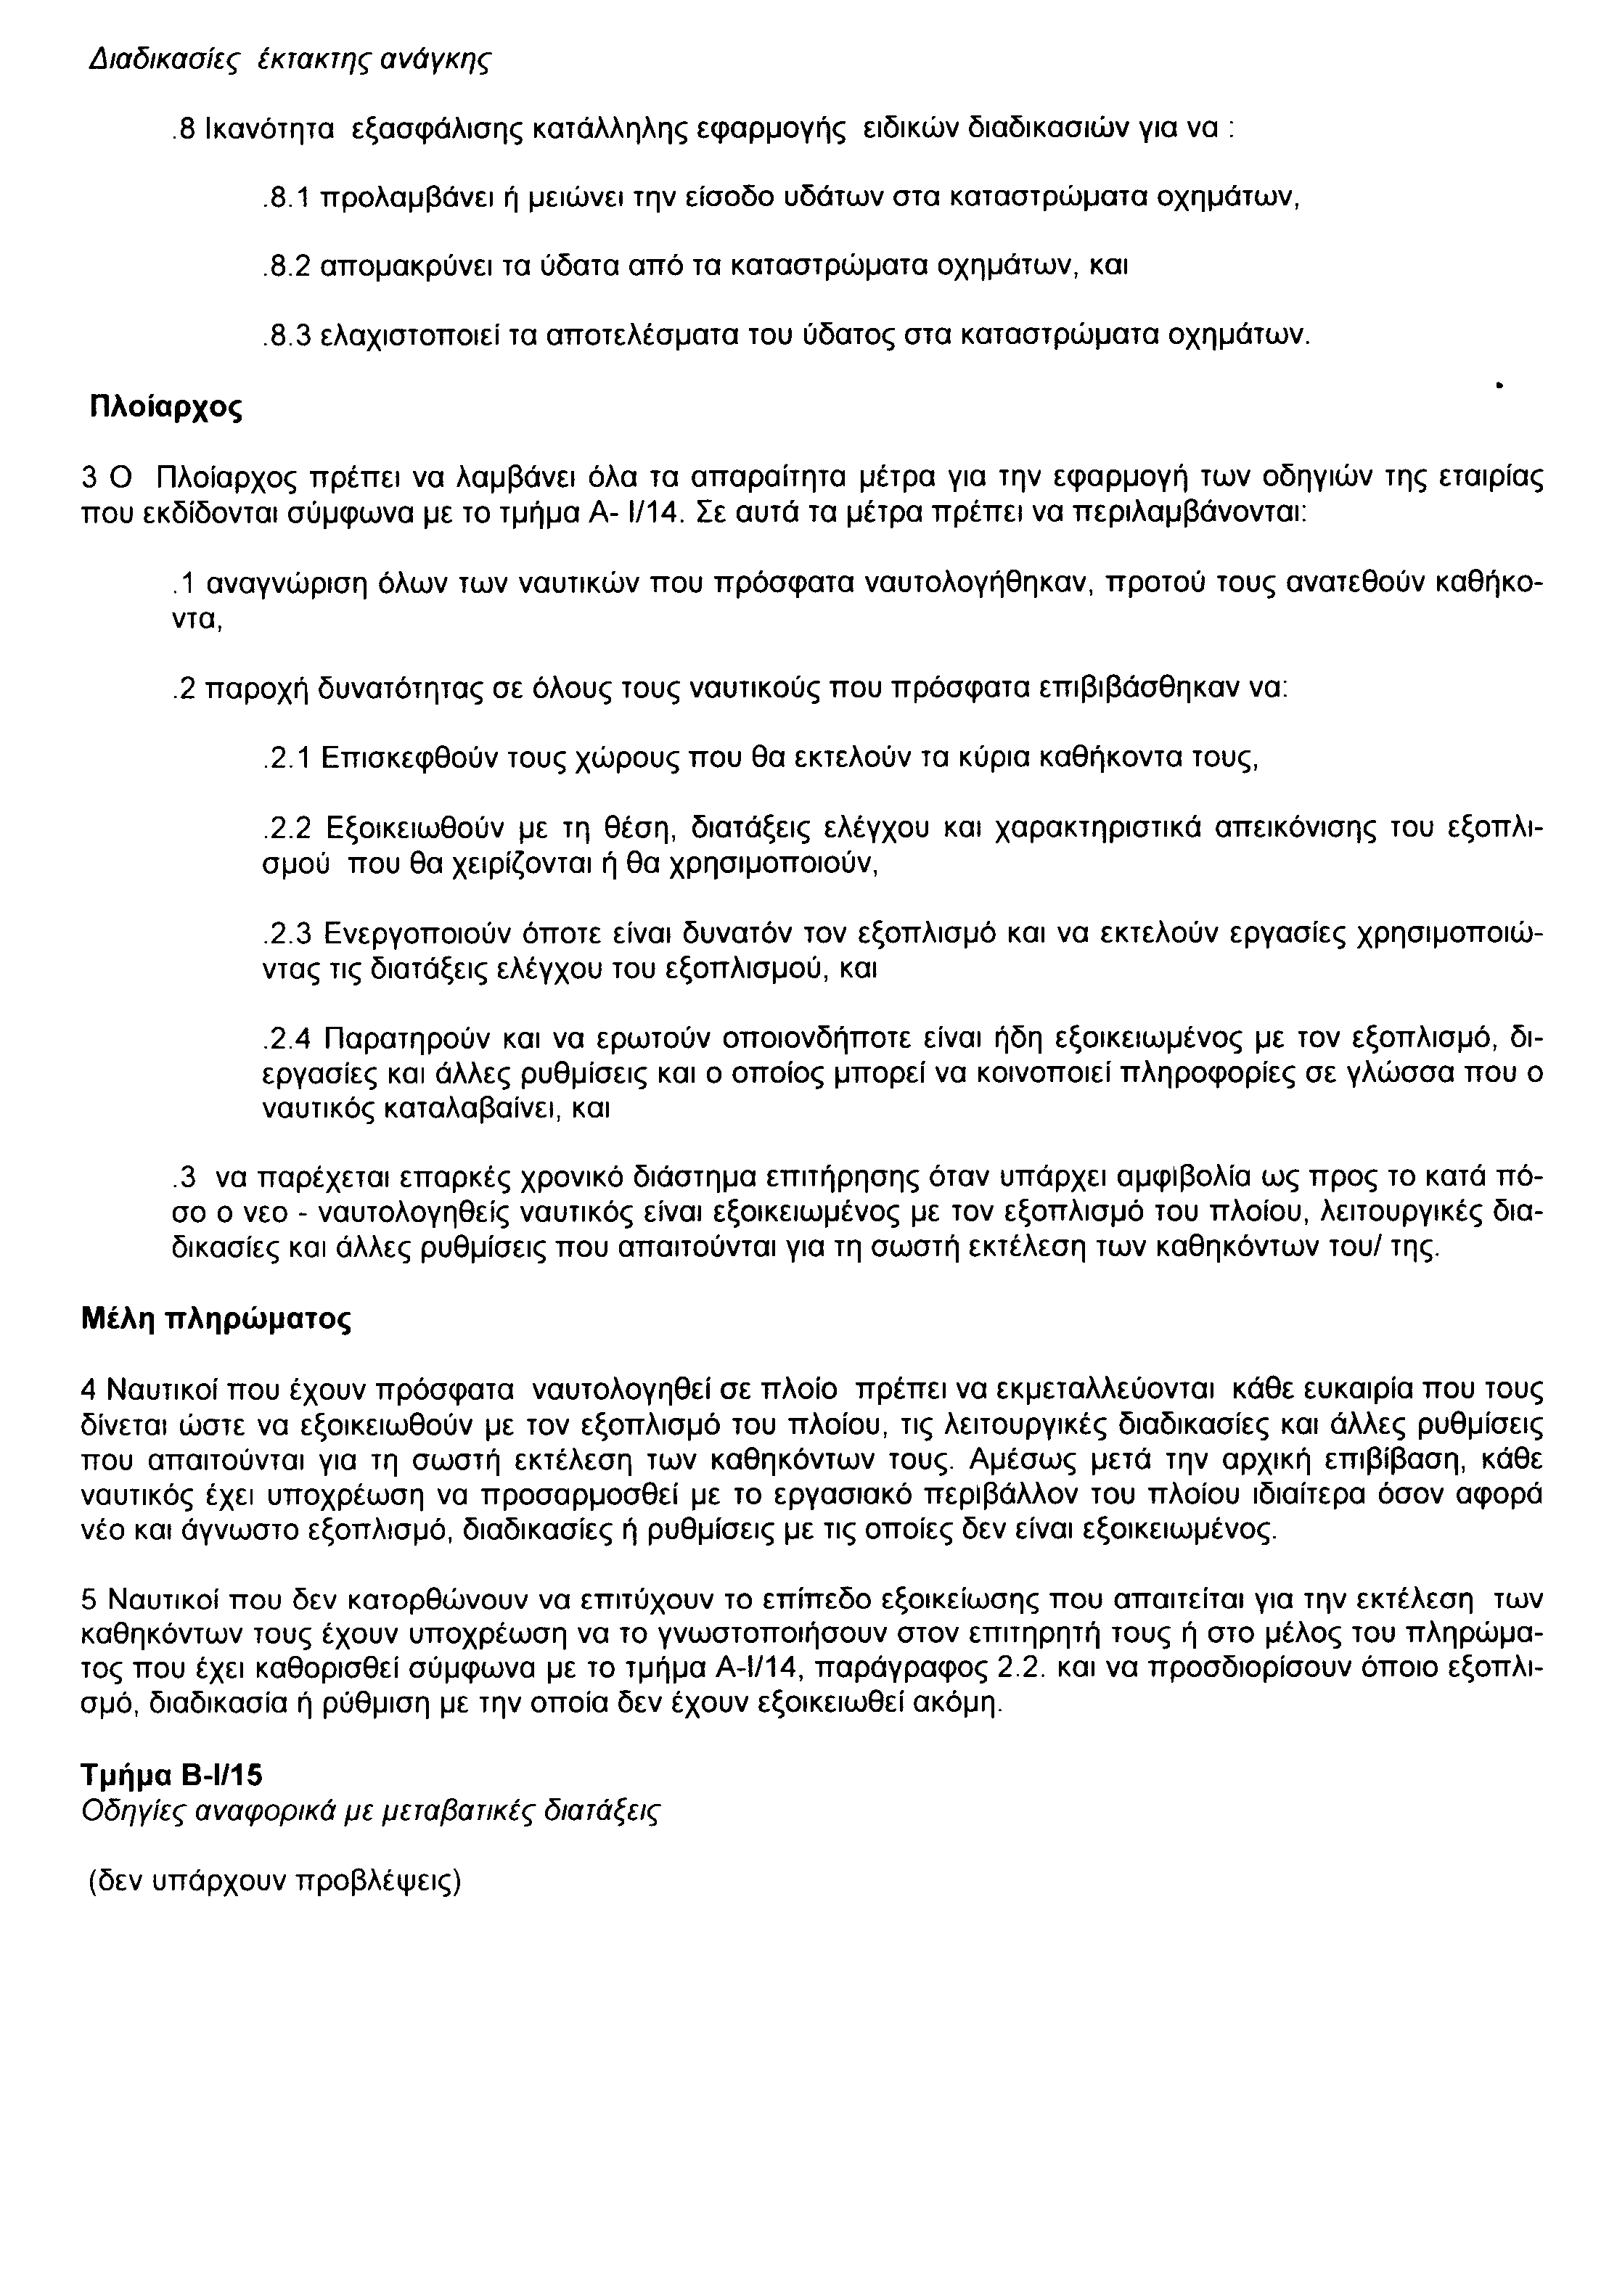 Διαδικασίες έκτακτης ανάγκης
.8 Ικανότητα εξασφάλισης κατάλληλης εφαρμογής ειδικών διαδικασιών για να :
.8.1 προλαμβάνει ή μειώνει την είσοδο υδάτων στα καταστρώματα οχημάτων,
.8.2 απομακρύνει τα ύδατα από τα καταστρώματα οχημάτων, και
.8.3 ελαχιστοποιεί τα αποτελέσματα του ύδατος στα καταστρώματα οχημάτων.
Πλοίαρχος
3 Ο Πλοίαρχος πρέπει να λαμβάνει όλα τα απαραίτητα μέτρα για την εφαρμογή των οδηγιών της εταιρίας
που εκδίδονται σύμφωνα με το τμήμα Α- Ι/14. Σε αυτά τα μέτρα πρέπει να περιλαμβάνονται:
.1 αναγνώριση όλων των ναυτικών που πρόσφατα ναυτολογήθηκαν, προτού τους ανατεθούν καθήκο-
ντα,
.2 παροχή δυνατότητας σε όλους τους ναυτικούς που πρόσφατα επιβιβάσθηκαν να:
.2.1 Επισκεφθούν τους χώρους που θα εκτελούν τα κύρια καθήκοντα τους,
.2.2 Εξοικειωθούν με τη θέση, διατάξεις ελέγχου και χαρακτηριστικά απεικόνισης του εξοπλι-
σμού που θα χειρίζονται ή θα χρησιμοποιούν,
.2.3 Ενεργοποιούν όποτε είναι δυνατόν τον εξοπλισμό και να εκτελούν εργασίες χρησιμοποιώ-
ντας τις διατάξεις ελέγχου του εξοπλισμού, και
.2.4 Παρατηρούν και να ερωτούν οποιονδήποτε είναι ήδη εξοικειωμένος με τον εξοπλισμό, δι-
εργασίες και άλλες ρυθμίσεις και ο οποίος μπορεί να κοινοποιεί πληροφορίες σε γλώσσα που ο
ναυτικός καταλαβαίνει, και
.3 να παρέχεται επαρκές χρονικό διάστημα επιτήρησης όταν υπάρχει αμφιβολία ως προς το κατά πό-
σο ο νεο - ναυτολογηθείς ναυτικός είναι εξοικειωμένος με τον εξοπλισμό του πλοίου, λειτουργικές δια-
δικασίες και άλλες ρυθμίσεις που απαιτούνται για τη σωστή εκτέλεση των καθηκόντων του/ της.
Μέλη πληρώματος
4 Ναυτικοί που έχουν πρόσφατα ναυτολογηθεί σε πλοίο πρέπει να εκμεταλλεύονται κάθε ευκαιρία που τους
δίνεται ώστε να εξοικειωθούν με τον εξοπλισμό του πλοίου, τις λειτουργικές διαδικασίες και άλλες ρυθμίσεις
που απαιτούνται για τη σωστή εκτέλεση των καθηκόντων τους. Αμέσως μετά την αρχική επιβίβαση, κάθε
ναυτικός έχει υποχρέωση να προσαρμοσθεί με το εργασιακό περιβάλλον του πλοίου ιδιαίτερα όσον αφορά
νέο και άγνωστο εξοπλισμό, διαδικασίες ή ρυθμίσεις με τις οποίες δεν είναι εξοικειωμένος.
5 Ναυτικοί που δεν κατορθώνουν να επιτύχουν το επίπεδο εξοικείωσης που απαιτείται για την εκτέλεση των
καθηκόντων τους έχουν υποχρέωση να το γνωστοποιήσουν στον επιτηρητή τους ή στο μέλος του πληρώμα-
τος που έχει καθορισθεί σύμφωνα με το τμήμα Α-Ι/14, παράγραφος 2.2. και να προσδιορίσουν όποιο εξοπλι-
σμό, διαδικασία ή ρύθμιση με την οποία δεν έχουν εξοικειωθεί ακόμη.
Τμήμα Β-Ι/15
Οδηγίες αναφορικά με μεταβατικές διατάξεις
(δεν υπάρχουν προβλέψεις)